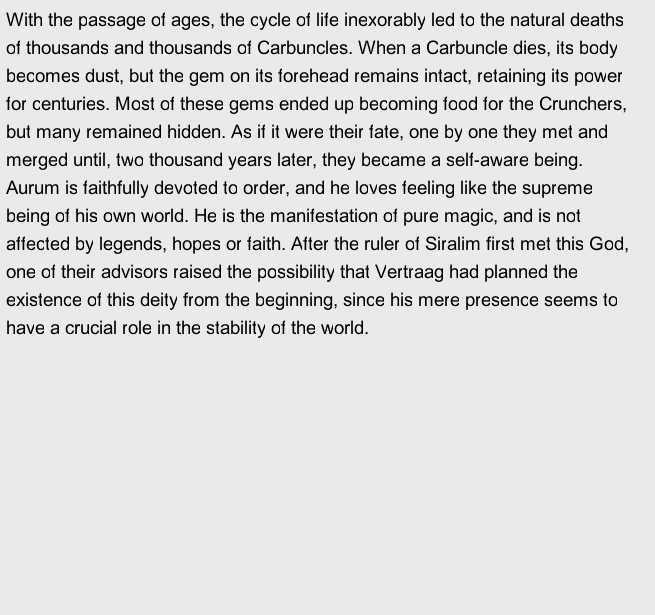 With the passage of ages, the cycle of life inexorably led to the natural deaths
of thousands and thousands of Carbuncles. When a Carbuncle dies, its body
becomes dust, but the gem on its forehead remains intact, retaining its power
for centuries. Most of these gems ended up becoming food for the Crunchers,
but many remained hidden. As if it were their fate, one by one they met and
merged until, two thousand years later, they became a self-aware being.
Aurum is faithfully devoted to order, and he loves feeling like the supreme
being of his own world. He is the manifestation of pure magic, and is not
affected by legends, hopes or faith. After the ruler of Siralim first met this God,
one of their advisors raised the possibility that Vertraag had planned the
existence of this deity from the beginning, since his mere presence seems to
have a crucial role in the stability of the world.